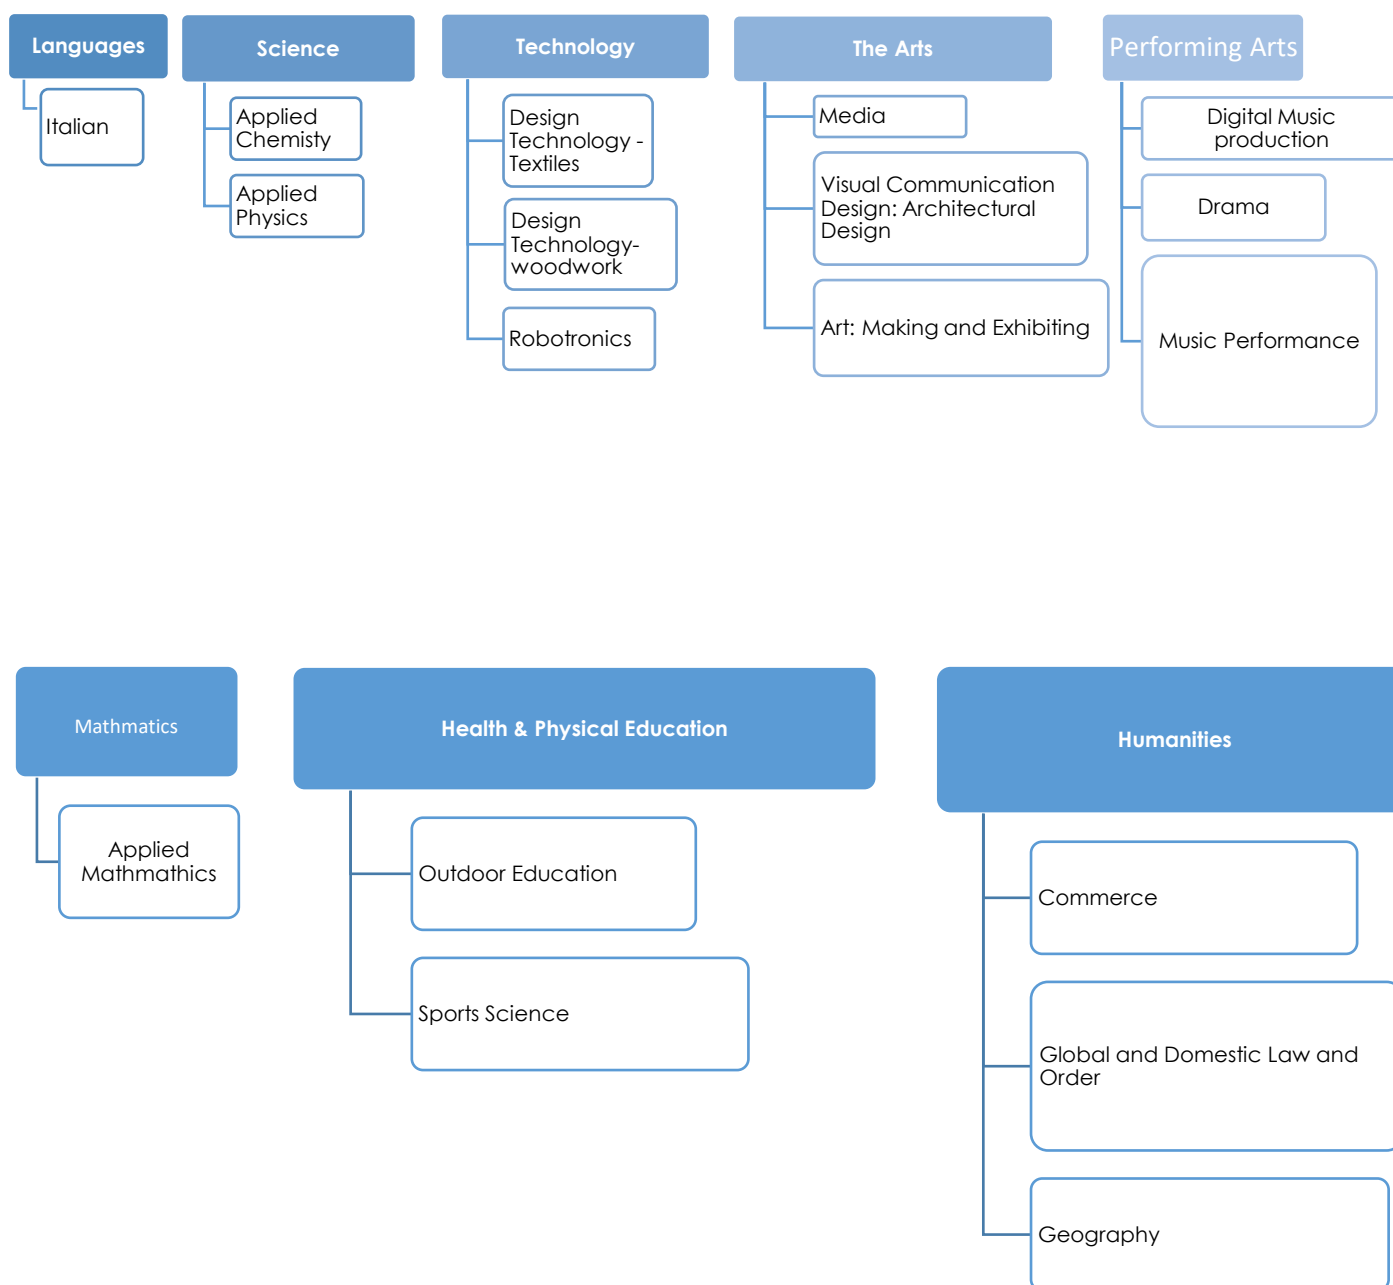 Languages
Italian
Science
Applied
Chemisty
Applied
Physics
Technology
Design
Technology -
Textiles
Design
Technology-
woodwork
Robotronics
The Arts
Media
Visual Communication
Design: Architectural
Design
Art: Making and Exhibiting
Performing Arts
Digital Music
production
Drama
Music Performance
Mathmatics
Applied
Mathmathics
Health & Physical Education
Outdoor Education
Sports Science
Humanities
Commerce
Global and Domestic Law and
Order
Geography